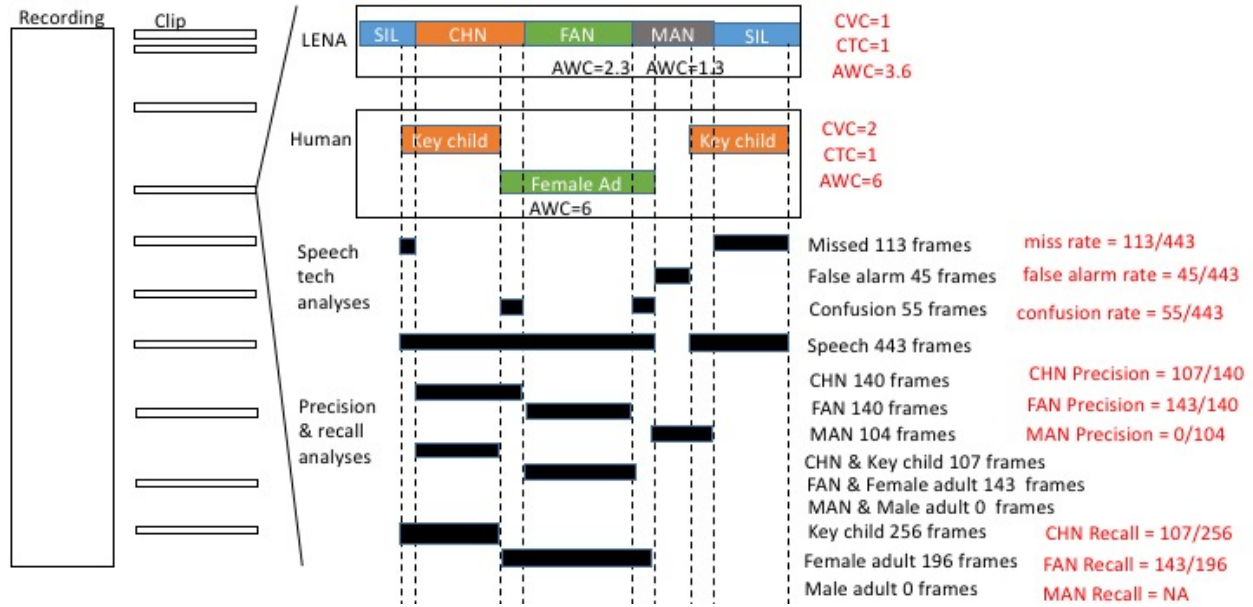 Recording
Clip
LENA
SIL CHN FAN MAN SIL
AWC=2.3 AWC=1.3
CVC=1
CTC=1
AWC=3.6
Human
Key child Key child
Female Ad
AWC=6
CVC=2
CTC=1
AWC=6
Speech
tech
analyses
Missed 113 frames miss rate = 113/443
False alarm 45 frames false alarm rate = 45/443
Confusion 55 frames confusion rate = 55/443
Speech 443 frames
Precision
& recall
analyses
CHN 140 frames CHN Precision = 107/140
FAN 140 frames FAN Precision = 143/140
MAN 104 frames MAN Precision = 0/104
CHN & Key child 107 frames
FAN & Female adult 143 frames
MAN & Male adult 0 frames
Key child 256 frames CHN Recall = 107/256
Female adult 196 frames FAN Recall = 143/196
Male adult 0 frames MAN Recall = NA